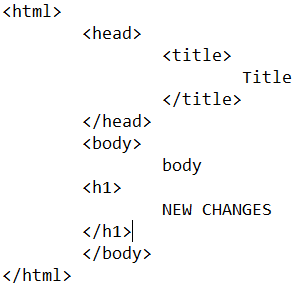 <html>
<head>
<title>
Title
</title>
</head>
<body>
body
<h1>
NEW CHANGES
</h1>
</body>
</html>